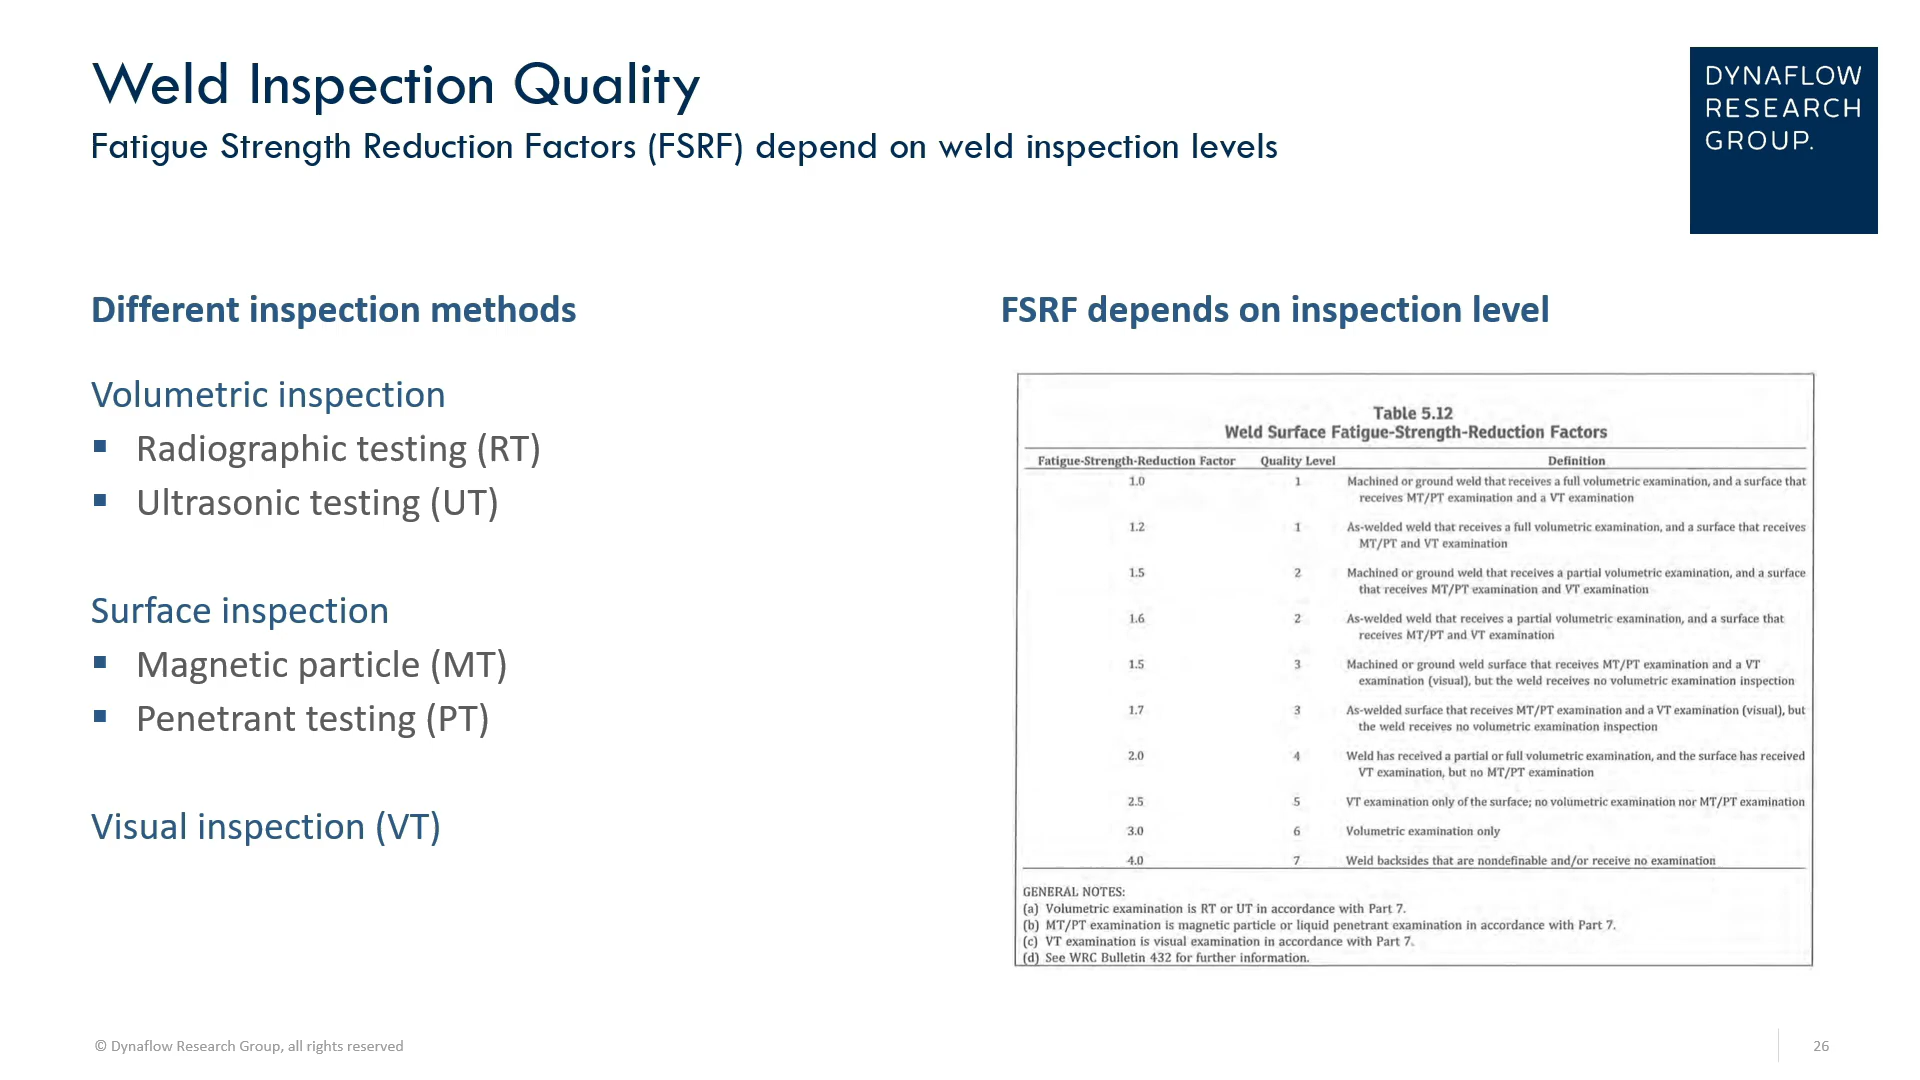 Weld Inspection Quality
Fatigue Strength Reduction Factors (FSRF) depend on weld inspection levels
DYNAFLOW
RESEARCH
GROUP.
Different inspection methods
Volumetric inspection
▪ Radiographic testing (RT)
▪ Ultrasonic testing (UT)
Surface inspection
▪ Magnetic particle (MT)
▪ Penetrant testing (PT)
Visual inspection (VT)
FSRF depends on inspection level
Table 5.12
Weld Surface Fatigue-Strength-Reduction Factors
Fatigue-Strength-Reduction Factor Quality Level Definition
1.0 1 Machined or ground weld that receives a full volumetric examination, and a surface that
receives MT/PT examination and a VT examination
1.2 1 As-welded weld that receives a full volumetric examination, and a surface that receives
MT/PT and VT examination
1.5 2 Machined or ground weld that receives a partial volumetric examination, and a surface
that receives MT/PT examination and VT examination
1.6 2 As-welded weld that receives a partial volumetric examination, and a surface that
receives MT/PT and VT examination
1.5 3 Machined or ground weld surface that receives MT/PT examination and a VT
examination (visual), but the weld receives no volumetric examination inspection
1.7 3 As-welded surface that receives MT/PT examination and a VT examination (visual), but
the weld receives no volumetric examination inspection
2.0 4 Weld has received a partial or full volumetric examination, and the surface has received
VT examination, but no MT/PT examination
2.5 5 VT examination only of the surface; no volumetric examination nor MT/PT examination
3.0 6 Volumetric examination only
4.0 7 Weld backsides that are nondefinable and/or receive no examination
GENERAL NOTES:
(a) Volumetric examination is RT or UT in accordance with Part 7.
(b) MT/PT examination is magnetic particle or liquid penetrant examination in accordance with Part 7.
(c) VT examination is visual examination in accordance with Part 7.
(d) See WRC Bulletin 432 for further information.
© Dynaflow Research Group, all rights reserved
26